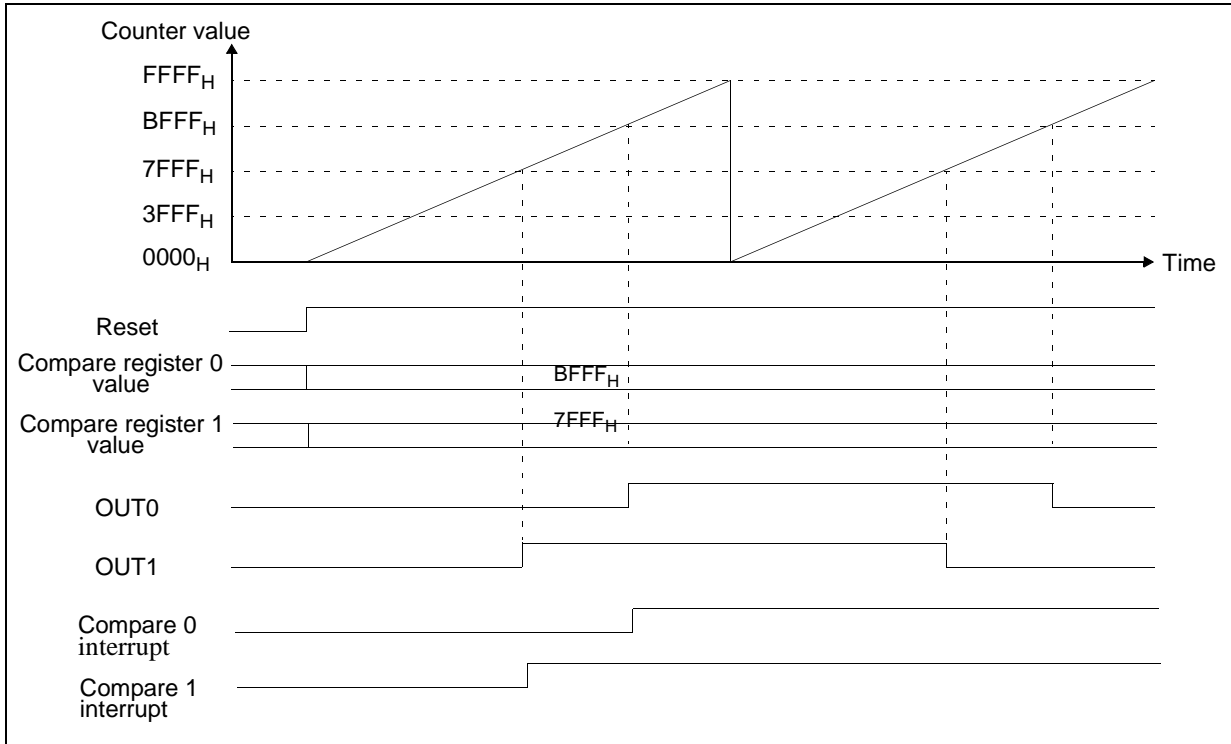 Counter value
FFFFH
BFFFH
7FFFH
3FFFH
0000H
Time
Reset
Compare register 0
value
BFFFH
Compare register 1
value
7FFFH
OUT0
OUT1
Compare 0
interrupt
Compare 1
interrupt